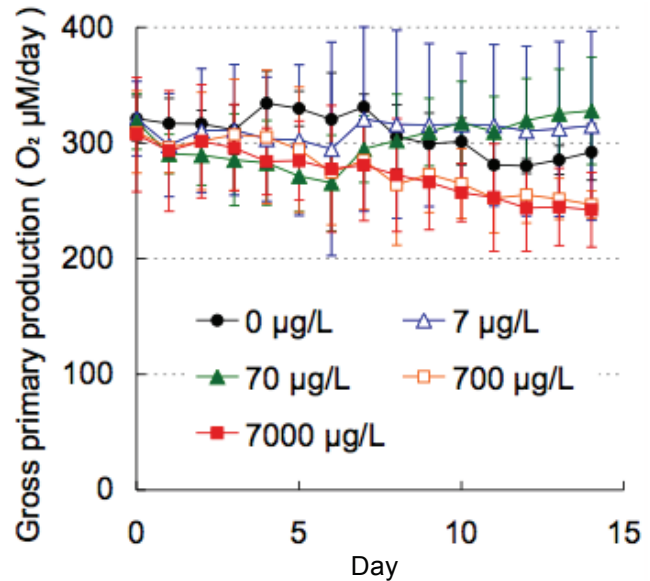 Gross primary production ( O₂ µM/day)
400
300
200
100
0
0 µg/L
7 µg/L
70 µg/L
700 µg/L
7000 µg/L
0 5 10 15
Day